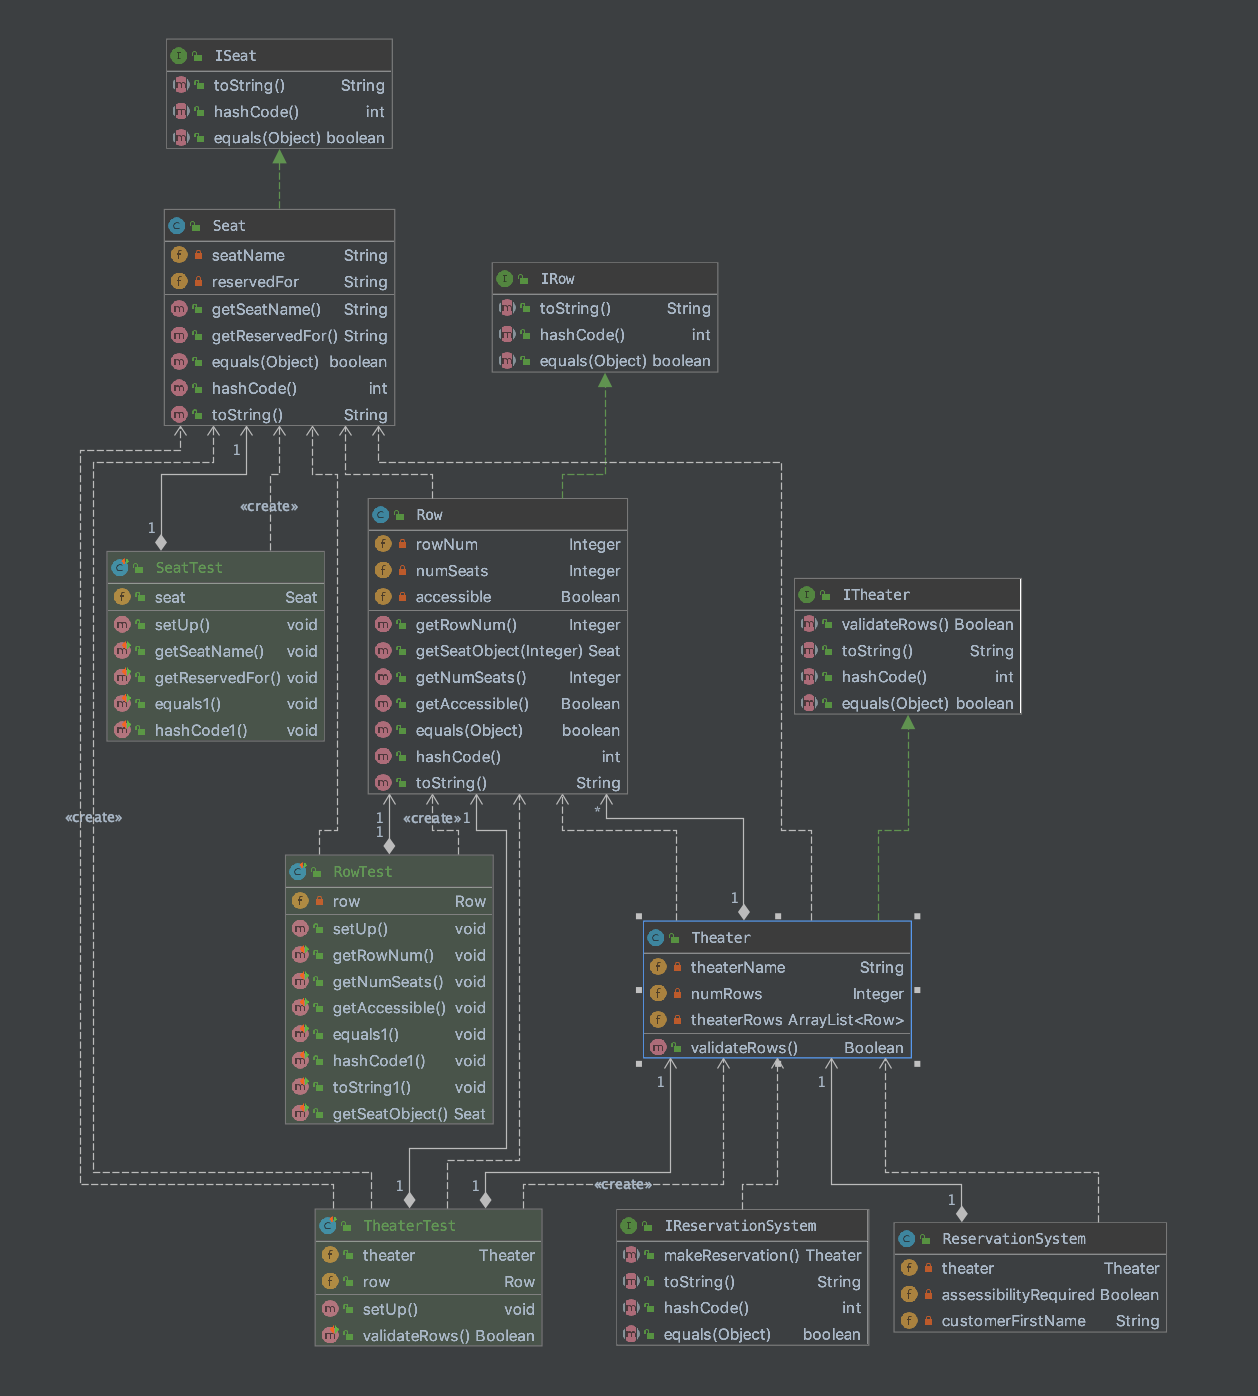 ISeat
toString() String
hashCode() int
equals(Object) boolean
Seat
seatName String
reservedFor String
getSeatName() String
getReservedFor() String
equals(Object) boolean
hashCode() int
toString() String
IRow
toString() String
hashCode() int
equals(Object) boolean
1
1
«create»
Row
rowNum Integer
numSeats Integer
accessible Boolean
getRowNum() Integer
getSeatObject(Integer) Seat
getNumSeats() Integer
getAccessible() Boolean
equals(Object) boolean
hashCode() int
toString() String
SeatTest
seat Seat
setUp() void
getSeatName() void
getReservedFor() void
equals1() void
hashCode1() void
ITheater
validateRows() Boolean
toString() String
hashCode() int
equals(Object) boolean
«create»
1
1
«create»
1
*
1
RowTest
row Row
setUp() void
getRowNum() void
getNumSeats() void
getAccessible() void
equals1() void
hashCode1() void
toString1() void
getSeatObject() Seat
Theater
theaterName String
numRows Integer
theaterRows ArrayList<Row>
validateRows() Boolean
1
1
1
1
«create»
1
TheaterTest
theater Theater
row Row
setUp() void
validateRows() Boolean
IReservationSystem
makeReservation() Theater
toString() String
hashCode() int
equals(Object) boolean
ReservationSystem
theater Theater
assessibilityRequired Boolean
customerFirstName String